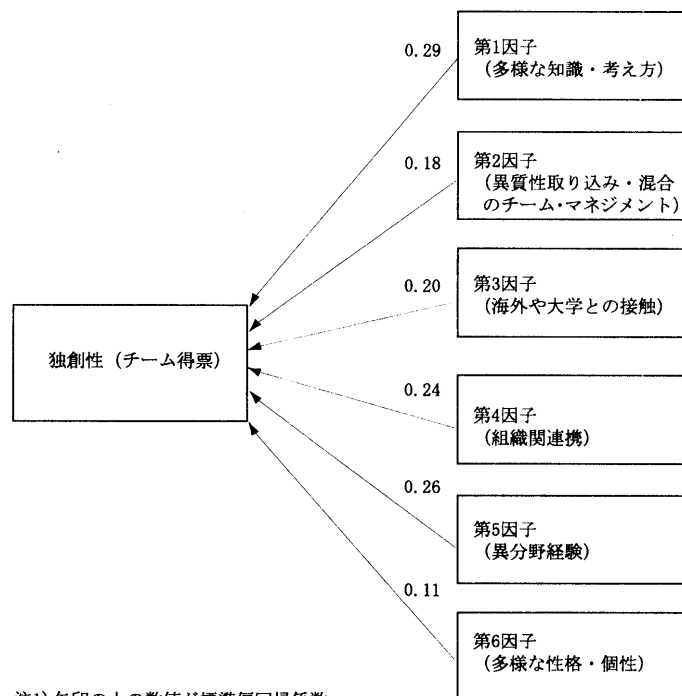 0.29
第1因子
(多様な知識・考え方)
0.18
第2因子
(異質性取り込み・混合
のチーム・マネジメント)
0.20
第3因子
(海外や大学との接触)
独創性 (チーム得票)
0.24
第4因子
(組織関連携)
0.26
第5因子
(異分野経験)
0.11
第6因子
(多様な性格・個性)